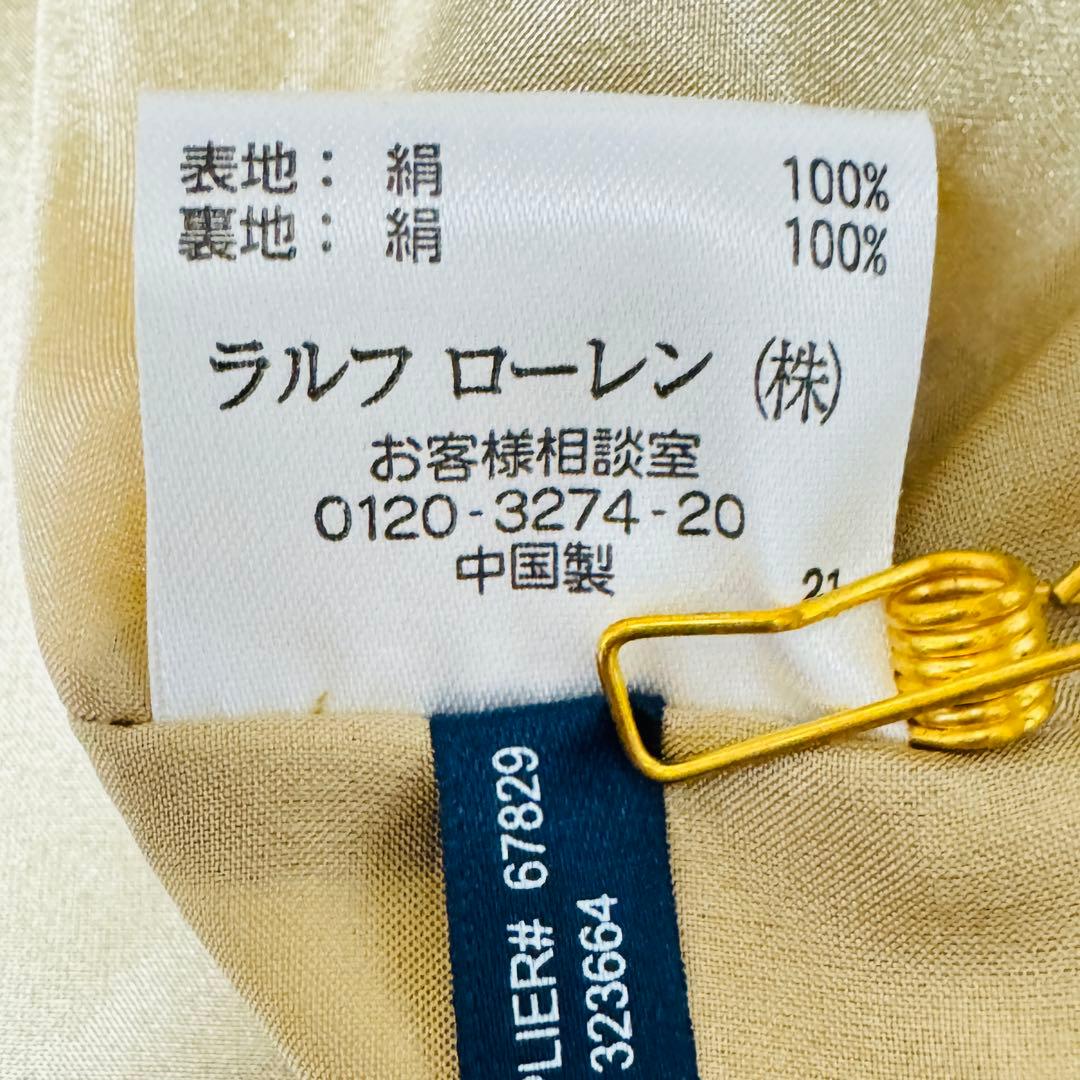 表地： 絹 100%
裏地： 絹 100%
ラルフ ローレン ㈱
お客様相談室
0120-3274-20
中国製
21
PLIER# 67829
323664